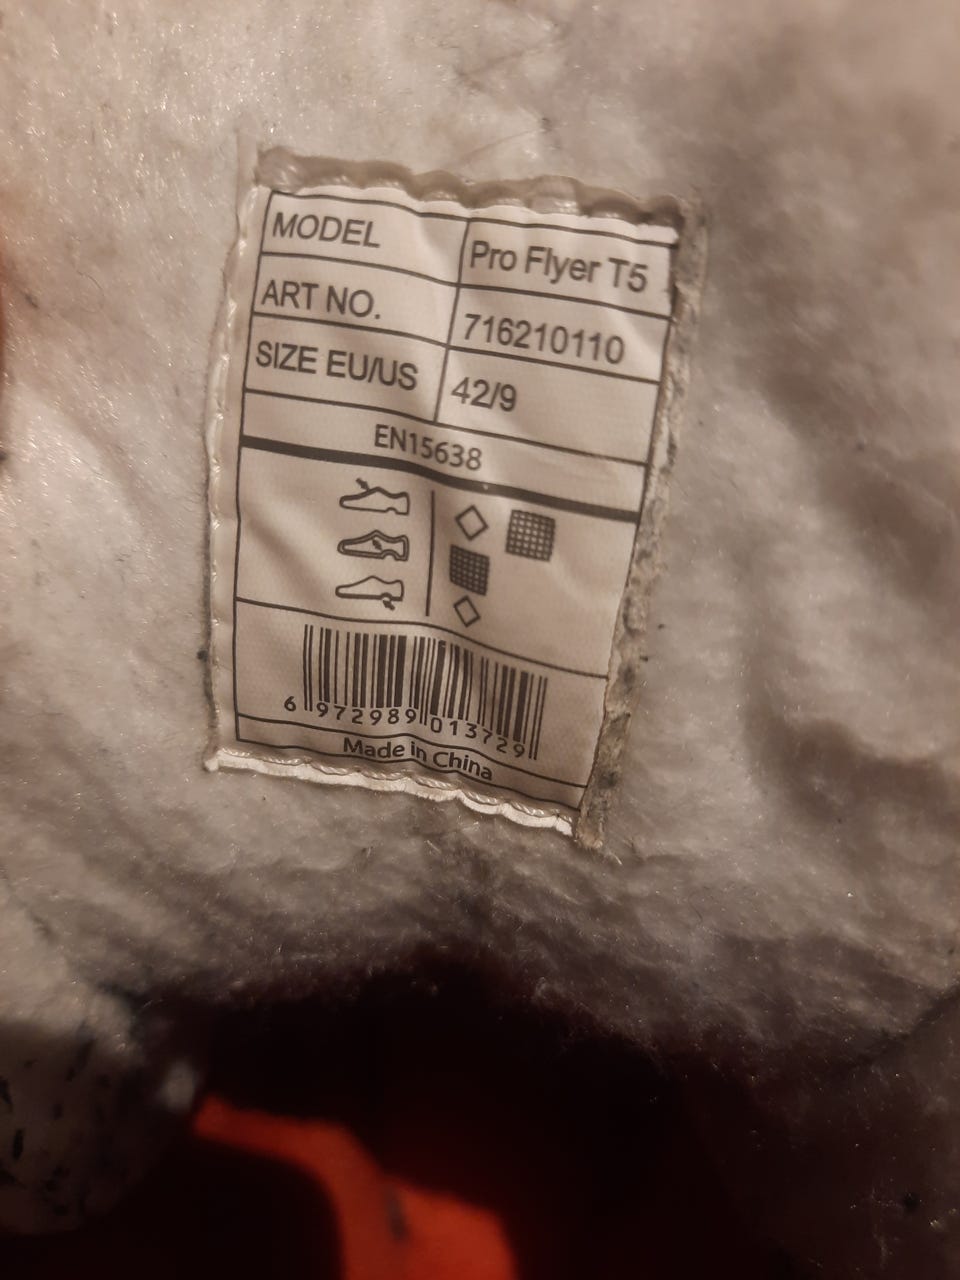 MODEL Pro Flyer T5
ART NO. 716210110
SIZE EU/US 42/9
EN15638
6 972989 013729
Made in China